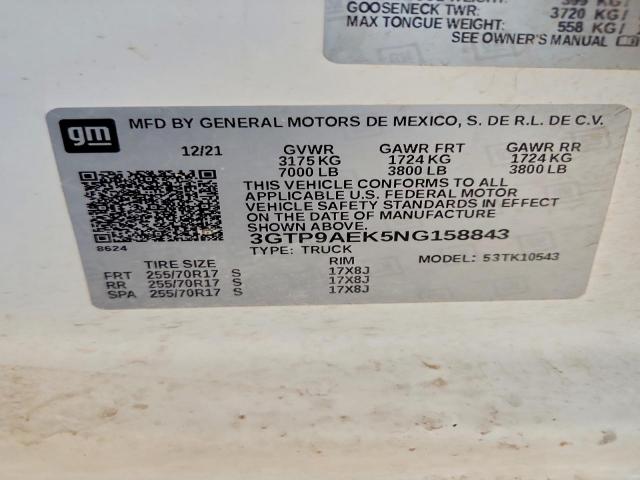 GOOSENECK TWR: 3720 KG/
MAX TONGUE WEIGHT: 558 KG/
SEE OWNER'S MANUAL
gm
MFD BY GENERAL MOTORS DE MEXICO, S. DE R.L. DE C.V.
12/21 GVWR GAWR FRT GAWR RR
3175 KG 1724 KG 1724 KG
7000 LB 3800 LB 3800 LB
THIS VEHICLE CONFORMS TO ALL
APPLICABLE U.S. FEDERAL MOTOR
VEHICLE SAFETY STANDARDS IN EFFECT
ON THE DATE OF MANUFACTURE
SHOWN ABOVE.
3GTP9AEK5NG158843
8624
TYPE: TRUCK MODEL: 53TK10543
TIRE SIZE RIM
FRT 255/70R17 S 17X8J
RR 255/70R17 S 17X8J
SPA 255/70R17 S 17X8J